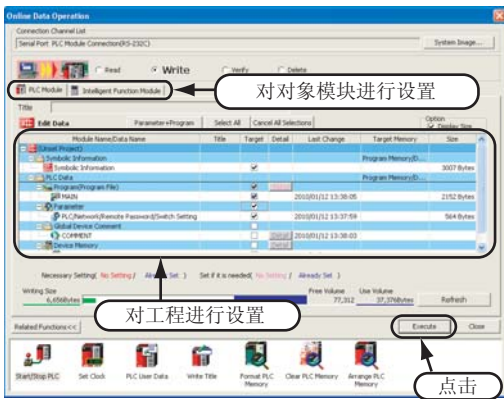 Online Data Operation
Connection Channel List
Serial Port PLC Module Connection(RS-232C)
System Image...
Read
Write
Verify
Delete
PLC Module
Intelligent Function Module
对对象模块进行设置
Title
Edit Data
Parameter+Program
Select All
Cancel All Selections
Option
Display Size
Module Name/Data Name
Title
Target
Detail
Last Change
Target Memory
Size
(Unset Project)
Symbolic Information
Program Memory/D...
Symbolic Information
3007 Bytes
PLC Data
Program Memory/D...
Program(Program File)
MAIN
2010/01/12 13:38:05
2152 Bytes
Parameter
PLC/Network/Remote Password/Switch Setting
2010/01/12 13:37:59
564 Bytes
Global Device Comment
COMMENT
Detail
2010/01/12 13:38:03
Device Memory
Detail
Necessary Setting( No Setting / Already Set )
Set if it is needed( No Setting / Already Set )
Writing Size
6,656Bytes
Free Volume
77,312
Use Volume
37,376Bytes
Refresh
对工程进行设置
Related Functions<<
Execute
Close
点击
Start/Stop PLC
Set Clock
PLC User Data
Write Title
Format PLC Memory
Clear PLC Memory
Arrange PLC Memory